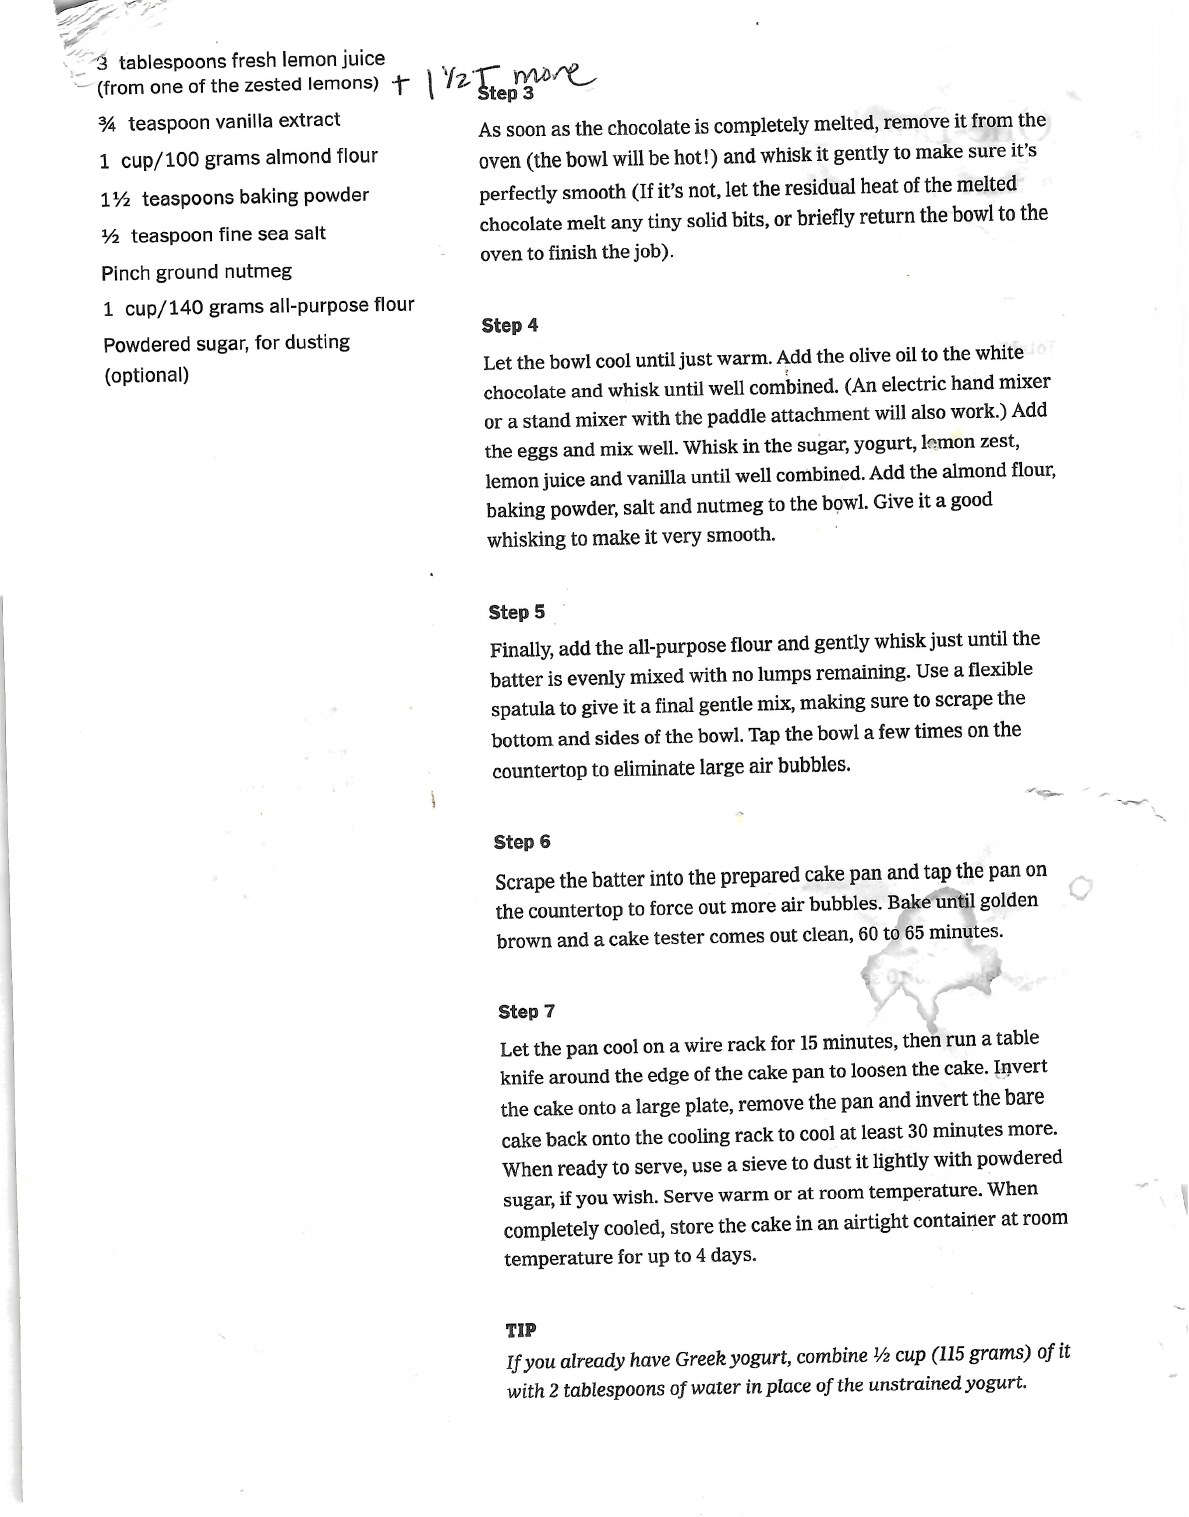 3 tablespoons fresh lemon juice
(from one of the zested lemons) + 1 ½ T more
¾ teaspoon vanilla extract
1 cup/100 grams almond flour
1½ teaspoons baking powder
½ teaspoon fine sea salt
Pinch ground nutmeg
1 cup/140 grams all-purpose flour
Powdered sugar, for dusting
(optional)
Step 3
As soon as the chocolate is completely melted, remove it from the
oven (the bowl will be hot!) and whisk it gently to make sure it's
perfectly smooth (If it's not, let the residual heat of the melted
chocolate melt any tiny solid bits, or briefly return the bowl to the
oven to finish the job).
Step 4
Let the bowl cool until just warm. Add the olive oil to the white
chocolate and whisk until well combined. (An electric hand mixer
or a stand mixer with the paddle attachment will also work.) Add
the eggs and mix well. Whisk in the sugar, yogurt, lemon zest,
lemon juice and vanilla until well combined. Add the almond flour,
baking powder, salt and nutmeg to the bowl. Give it a good
whisking to make it very smooth.
Step 5
Finally, add the all-purpose flour and gently whisk just until the
batter is evenly mixed with no lumps remaining. Use a flexible
spatula to give it a final gentle mix, making sure to scrape the
bottom and sides of the bowl. Tap the bowl a few times on the
countertop to eliminate large air bubbles.
Step 6
Scrape the batter into the prepared cake pan and tap the pan on
the countertop to force out more air bubbles. Bake until golden
brown and a cake tester comes out clean, 60 to 65 minutes.
Step 7
Let the pan cool on a wire rack for 15 minutes, then run a table
knife around the edge of the cake pan to loosen the cake. Invert
the cake onto a large plate, remove the pan and invert the bare
cake back onto the cooling rack to cool at least 30 minutes more.
When ready to serve, use a sieve to dust it lightly with powdered
sugar, if you wish. Serve warm or at room temperature. When
completely cooled, store the cake in an airtight container at room
temperature for up to 4 days.
TIP
If you already have Greek yogurt, combine ½ cup (115 grams) of it
with 2 tablespoons of water in place of the unstrained yogurt.